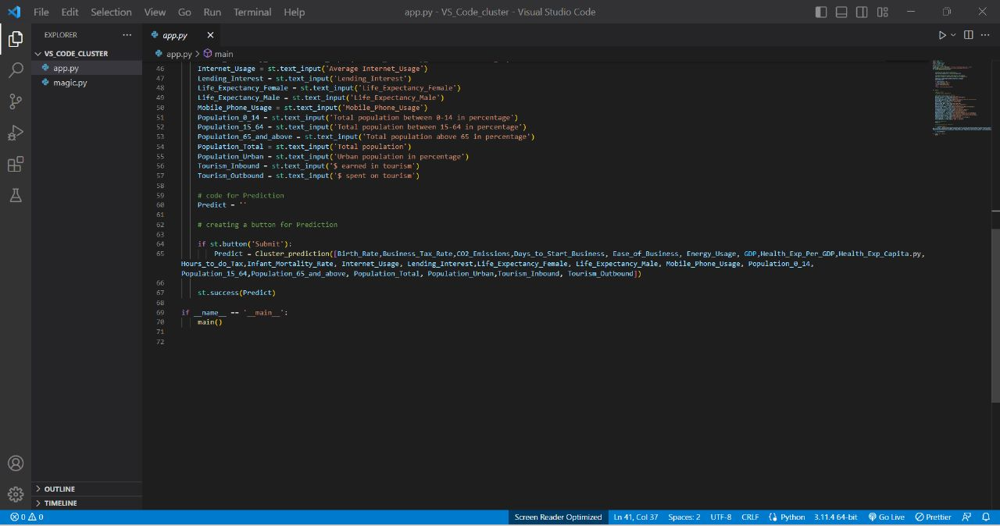 File Edit Selection View Go Run Terminal Help app.py - VS_Code_cluster - Visual Studio Code
EXPLORER
VS_CODE_CLUSTER
app.py
magic.py
OUTLINE
TIMELINE
app.py
app.py > main
46 Internet_Usage = st.text_input('Average Internet_Usage')
47 Lending_Interest = st.text_input('Lending_Interest')
48 Life_Expectancy_Female = st.text_input('Life_Expectancy_Female')
49 Life_Expectancy_Male = st.text_input('Life_Expectancy_Male')
50 Mobile_Phone_Usage = st.text_input('Mobile_Phone_Usage')
51 Population_0_14 = st.text_input('Total population between 0-14 in percentage')
52 Population_15_64 = st.text_input('Total population between 15-64 in percentage')
53 Population_65_and_above = st.text_input('Total population above 65 in percentage')
54 Population_Total = st.text_input('Total population')
55 Population_Urban = st.text_input('Urban population in percentage')
56 Tourism_Inbound = st.text_input('$ earned in tourism')
57 Tourism_Outbound = st.text_input('$ spent on tourism')
58
59 # code for Prediction
60 Predict = ''
61
62 # creating a button for Prediction
63
64 if st.button('Submit'):
65 Predict = Cluster_prediction([Birth_Rate,Business_Tax_Rate,CO2_Emissions,Days_to_Start_Business, Ease_of_Business, Energy_Usage, GDP,Health_Exp_Per_GDP,Health_Exp_Capita.py,
Hours_to_do_Tax,Infant_Mortality_Rate, Internet_Usage, Lending_Interest,Life_Expectancy_Female, Life_Expectancy_Male, Mobile_Phone_Usage, Population_0_14,
Population_15_64,Population_65_and_above, Population_Total, Population_Urban,Tourism_Inbound, Tourism_Outbound])
66
67 st.success(Predict)
68
69 if __name__ == '__main__':
70 main()
71
72
0 0 Screen Reader Optimized Ln 41, Col 37 Spaces: 2 UTF-8 CRLF Python 3.11.4 64-bit Go Live Prettier